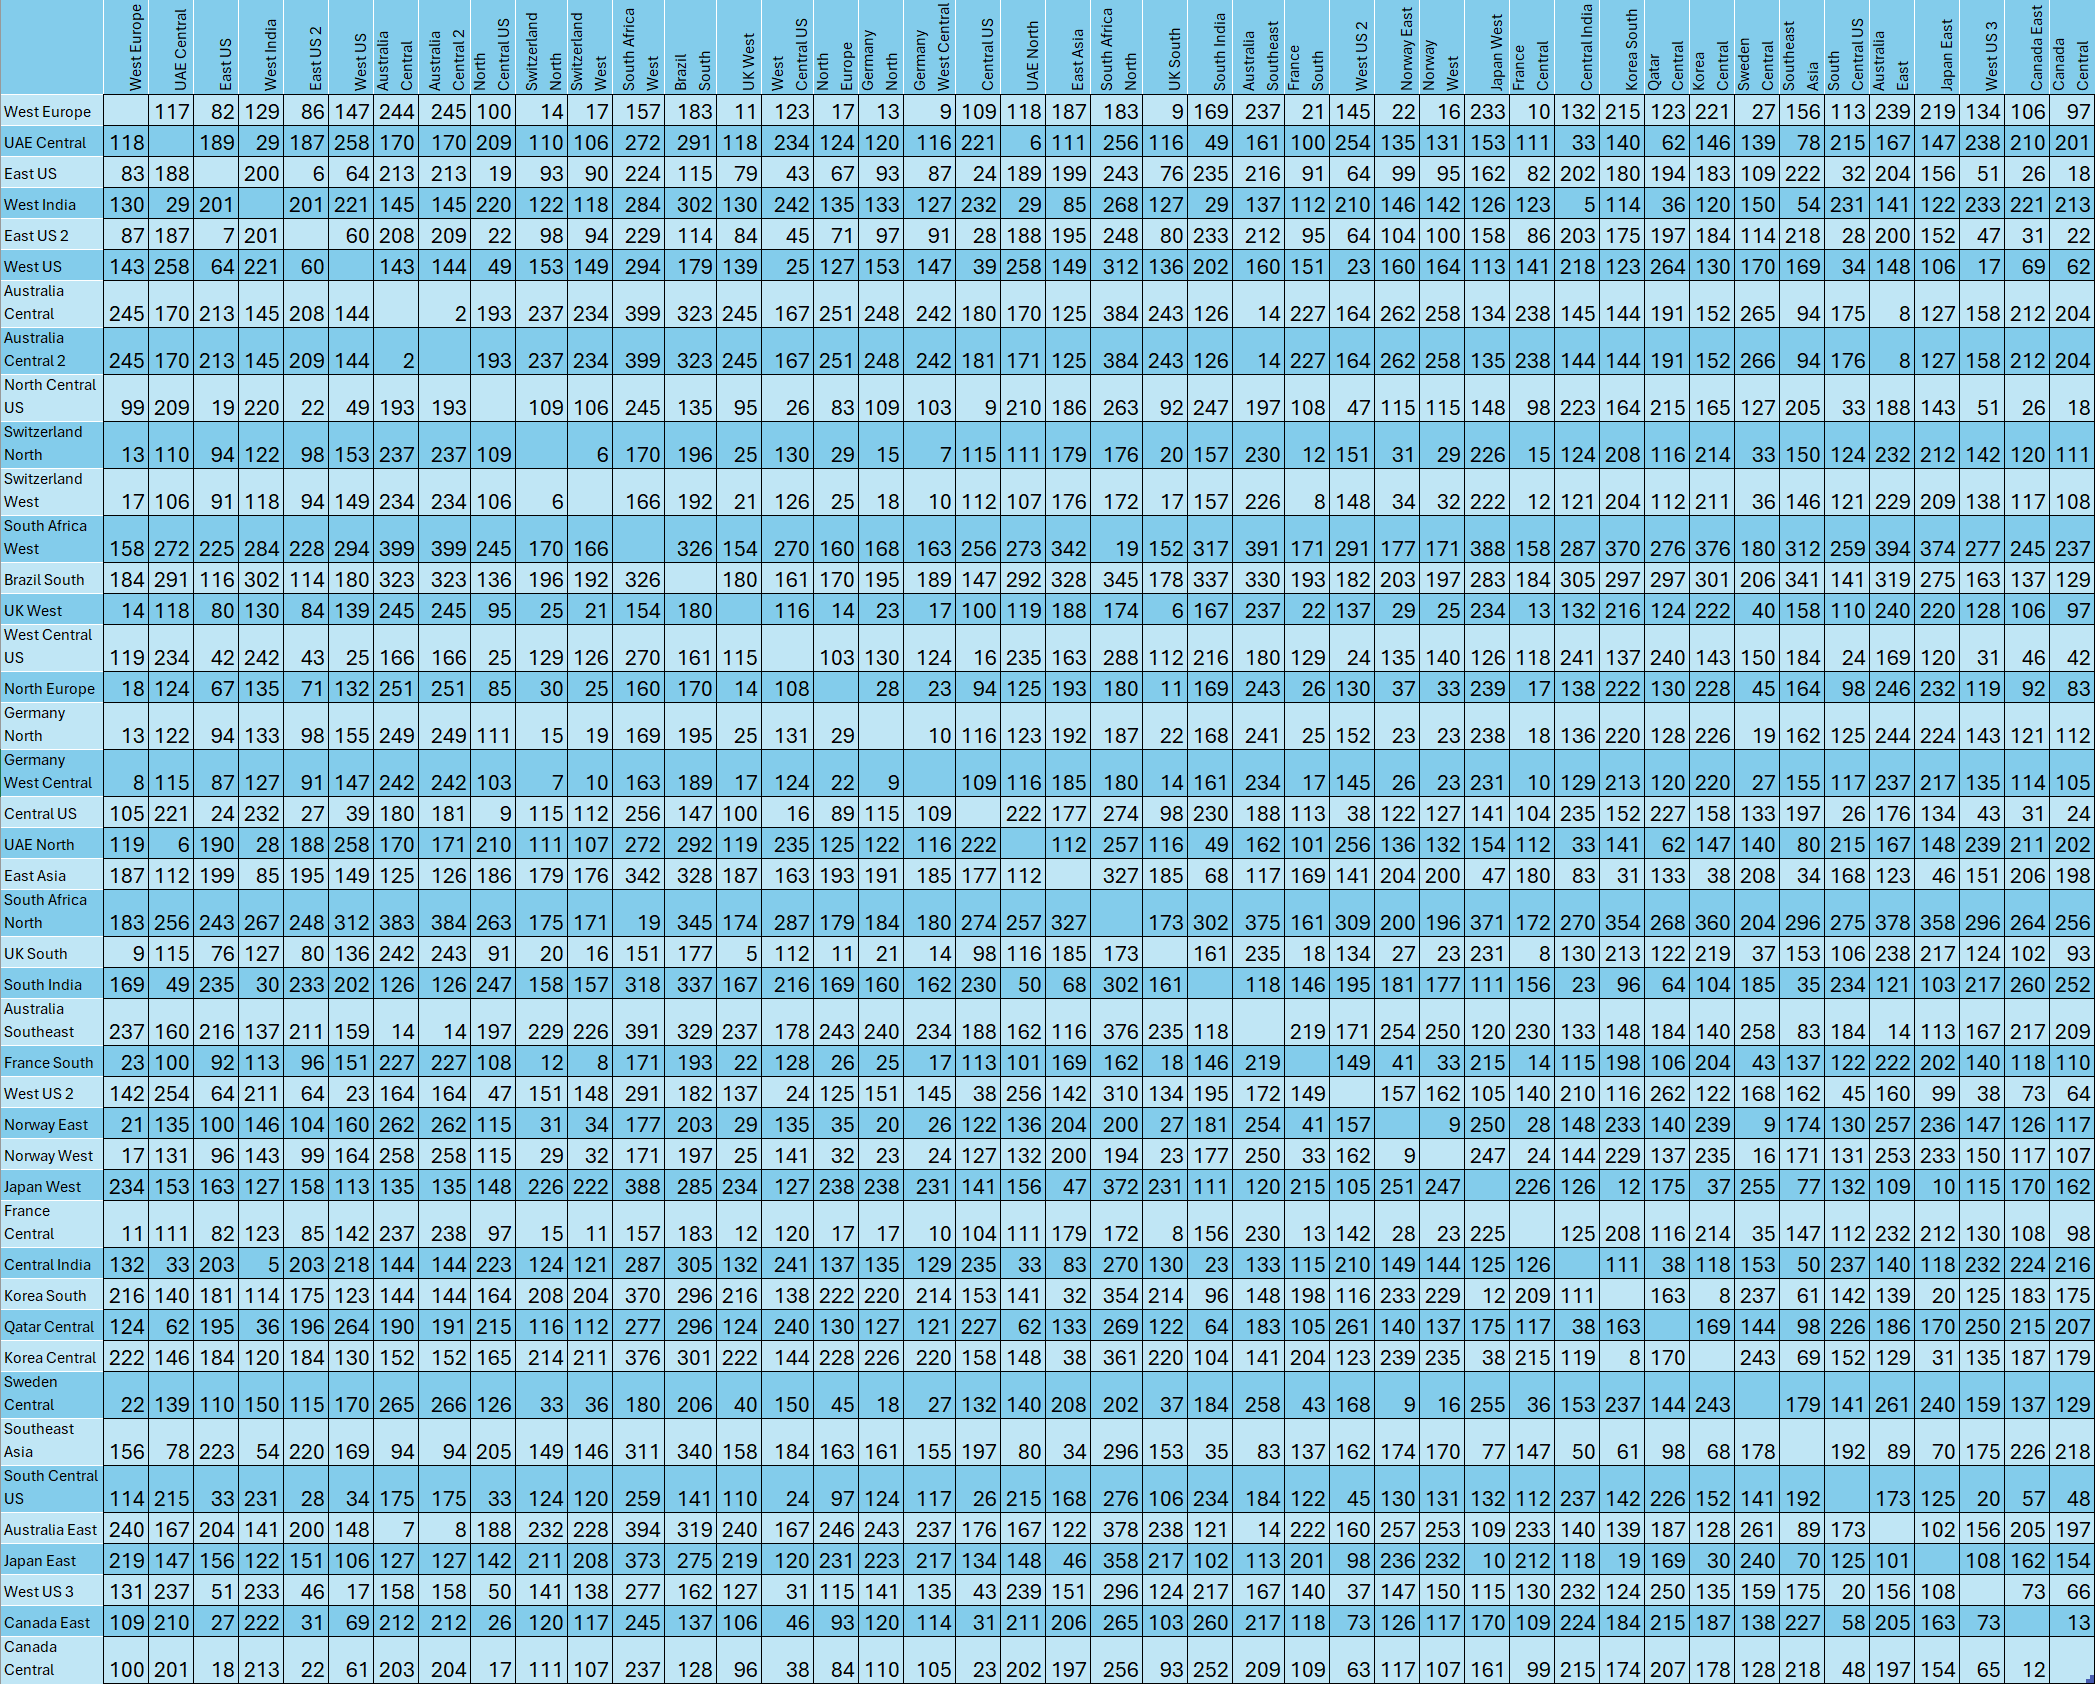 West Europe UAE Central East US West India East US 2 West US Australia Central Australia Central 2 North Central US Switzerland North Switzerland West South Africa West Brazil South UK West West Central US North Europe Germany North Germany West Central Central US UAE North East Asia South Africa North UK South South India Australia Southeast France South West US 2 Norway East Norway West Japan West France Central Central India Korea South Qatar Central Korea Central Sweden Central Southeast Asia South Central US Australia East Japan East West US 3 Canada East Canada Central
West Europe 117 82 129 86 147 244 245 100 14 17 157 183 11 123 17 13 9 109 118 187 183 9 169 237 21 145 22 16 233 10 132 215 123 221 27 156 113 239 219 134 106 97
UAE Central 118 189 29 187 258 170 170 209 110 106 272 291 118 234 124 120 116 221 6 111 256 116 49 161 100 254 135 131 153 111 33 140 62 146 139 78 215 167 147 238 210 201
East US 83 188 200 6 64 213 213 19 93 90 224 115 79 43 67 93 87 24 189 199 243 76 235 216 91 64 99 95 162 82 202 180 194 183 109 222 32 204 156 51 26 18
West India 130 29 201 201 221 145 145 220 122 118 284 302 130 242 135 133 127 232 29 85 268 127 29 137 112 210 146 142 126 123 5 114 36 120 150 54 231 141 122 233 221 213
East US 2 87 187 7 201 60 208 209 22 98 94 229 114 84 45 71 97 91 28 188 195 248 80 233 212 95 64 104 100 158 86 203 175 197 184 114 218 28 200 152 47 31 22
West US 143 258 64 221 60 143 144 49 153 149 294 179 139 25 127 153 147 39 258 149 312 136 202 160 151 23 160 164 113 141 218 123 264 130 170 169 34 148 106 17 69 62
Australia
Central 245 170 213 145 208 144 2 193 237 234 399 323 245 167 251 248 242 180 170 125 384 243 126 14 227 164 262 258 134 238 145 144 191 152 265 94 175 8 127 158 212 204
Australia
Central 2 245 170 213 145 209 144 2 193 237 234 399 323 245 167 251 248 242 181 171 125 384 243 126 14 227 164 262 258 135 238 144 144 191 152 266 94 176 8 127 158 212 204
North Central
US 99 209 19 220 22 49 193 193 109 106 245 135 95 26 83 109 103 9 210 186 263 92 247 197 108 47 115 115 148 98 223 164 215 165 127 205 33 188 143 51 26 18
Switzerland
North 13 110 94 122 98 153 237 237 109 6 170 196 25 130 29 15 7 115 111 179 176 20 157 230 12 151 31 29 226 15 124 208 116 214 33 150 124 232 212 142 120 111
Switzerland
West 17 106 91 118 94 149 234 234 106 6 166 192 21 126 25 18 10 112 107 176 172 17 157 226 8 148 34 32 222 12 121 204 112 211 36 146 121 229 209 138 117 108
South Africa
West 158 272 225 284 228 294 399 399 245 170 166 326 154 270 160 168 163 256 273 342 19 152 317 391 171 291 177 171 388 158 287 370 276 376 180 312 259 394 374 277 245 237
Brazil South 184 291 116 302 114 180 323 323 136 196 192 326 180 161 170 195 189 147 292 328 345 178 337 330 193 182 203 197 283 184 305 297 297 301 206 341 141 319 275 163 137 129
UK West 14 118 80 130 84 139 245 245 95 25 21 154 180 116 14 23 17 100 119 188 174 6 167 237 22 137 29 25 234 13 132 216 124 222 40 158 110 240 220 128 106 97
West Central
US 119 234 42 242 43 25 166 166 25 129 126 270 161 115 103 130 124 16 235 163 288 112 216 180 129 24 135 140 126 118 241 137 240 143 150 184 24 169 120 31 46 42
North Europe 18 124 67 135 71 132 251 251 85 30 25 160 170 14 108 28 23 94 125 193 180 11 169 243 26 130 37 33 239 17 138 222 130 228 45 164 98 246 232 119 92 83
Germany
North 13 122 94 133 98 155 249 249 111 15 19 169 195 25 131 29 10 116 123 192 187 22 168 241 25 152 23 23 238 18 136 220 128 226 19 162 125 244 224 143 121 112
Germany
West Central 8 115 87 127 91 147 242 242 103 7 10 163 189 17 124 22 9 109 116 185 180 14 161 234 17 145 26 23 231 10 129 213 120 220 27 155 117 237 217 135 114 105
Central US 105 221 24 232 27 39 180 181 9 115 112 256 147 100 16 89 115 109 222 177 274 98 230 188 113 38 122 127 141 104 235 152 227 158 133 197 26 176 134 43 31 24
UAE North 119 6 190 28 188 258 170 171 210 111 107 272 292 119 235 125 122 116 222 112 257 116 49 162 101 256 136 132 154 112 33 141 62 147 140 80 215 167 148 239 211 202
East Asia 187 112 199 85 195 149 125 126 186 179 176 342 328 187 163 193 191 185 177 112 327 185 68 117 169 141 204 200 47 180 83 31 133 38 208 34 168 123 46 151 206 198
South Africa
North 183 256 243 267 248 312 383 384 263 175 171 19 345 174 287 179 184 180 274 257 327 173 302 375 161 309 200 196 371 172 270 354 268 360 204 296 275 378 358 296 264 256
UK South 9 115 76 127 80 136 242 243 91 20 16 151 177 5 112 11 21 14 98 116 185 173 161 235 18 134 27 23 231 8 130 213 122 219 37 153 106 238 217 124 102 93
South India 169 49 235 30 233 202 126 126 247 158 157 318 337 167 216 169 160 162 230 50 68 302 161 118 146 195 181 177 111 156 23 96 64 104 185 35 234 121 103 217 260 252
Australia
Southeast 237 160 216 137 211 159 14 14 197 229 226 391 329 237 178 243 240 234 188 162 116 376 235 118 219 171 254 250 120 230 133 148 184 140 258 83 184 14 113 167 217 209
France South 23 100 92 113 96 151 227 227 108 12 8 171 193 22 128 26 25 17 113 101 169 162 18 146 219 149 41 33 215 14 115 198 106 204 43 137 122 222 202 140 118 110
West US 2 142 254 64 211 64 23 164 164 47 151 148 291 182 137 24 125 151 145 38 256 142 310 134 195 172 149 157 162 105 140 210 116 262 122 168 162 45 160 99 38 73 64
Norway East 21 135 100 146 104 160 262 262 115 31 34 177 203 29 135 35 20 26 122 136 204 200 27 181 254 41 157 9 250 28 148 233 140 239 9 174 130 257 236 147 126 117
Norway West 17 131 96 143 99 164 258 258 115 29 32 171 197 25 141 32 23 24 127 132 200 194 23 177 250 33 162 9 247 24 144 229 137 235 16 171 131 253 233 150 117 107
Japan West 234 153 163 127 158 113 135 135 148 226 222 388 285 234 127 238 238 231 141 156 47 372 231 111 120 215 105 251 247 226 126 12 175 37 255 77 132 109 10 115 170 162
France
Central 11 111 82 123 85 142 237 238 97 15 11 157 183 12 120 17 17 10 104 111 179 172 8 156 230 13 142 28 23 225 125 208 116 214 35 147 112 232 212 130 108 98
Central India 132 33 203 5 203 218 144 144 223 124 121 287 305 132 241 137 135 129 235 33 83 270 130 23 133 115 210 149 144 125 126 111 38 118 153 50 237 140 118 232 224 216
Korea South 216 140 181 114 175 123 144 144 164 208 204 370 296 216 138 222 220 214 153 141 32 354 214 96 148 198 116 233 229 12 209 111 163 8 237 61 142 139 20 125 183 175
Qatar Central 124 62 195 36 196 264 190 191 215 116 112 277 296 124 240 130 127 121 227 62 133 269 122 64 183 105 261 140 137 175 117 38 163 169 144 98 226 186 170 250 215 207
Korea Central 222 146 184 120 184 130 152 152 165 214 211 376 301 222 144 228 226 220 158 148 38 361 220 104 141 204 123 239 235 38 215 119 8 170 243 69 152 129 31 135 187 179
Sweden
Central 22 139 110 150 115 170 265 266 126 33 36 180 206 40 150 45 18 27 132 140 208 202 37 184 258 43 168 9 16 255 36 153 237 144 243 179 141 261 240 159 137 129
Southeast
Asia 156 78 223 54 220 169 94 94 205 149 146 311 340 158 184 163 161 155 197 80 34 296 153 35 83 137 162 174 170 77 147 50 61 98 68 178 192 89 70 175 226 218
South Central
US 114 215 33 231 28 34 175 175 33 124 120 259 141 110 24 97 124 117 26 215 168 276 106 234 184 122 45 130 131 132 112 237 142 226 152 141 192 173 125 20 57 48
Australia East 240 167 204 141 200 148 7 8 188 232 228 394 319 240 167 246 243 237 176 167 122 378 238 121 14 222 160 257 253 109 233 140 139 187 128 261 89 173 102 156 205 197
Japan East 219 147 156 122 151 106 127 127 142 211 208 373 275 219 120 231 223 217 134 148 46 358 217 102 113 201 98 236 232 10 212 118 19 169 30 240 70 125 101 108 162 154
West US 3 131 237 51 233 46 17 158 158 50 141 138 277 162 127 31 115 141 135 43 239 151 296 124 217 167 140 37 147 150 115 130 232 124 250 135 159 175 20 156 108 73 66
Canada East 109 210 27 222 31 69 212 212 26 120 117 245 137 106 46 93 120 114 31 211 206 265 103 260 217 118 73 126 117 170 109 224 184 215 187 138 227 58 205 163 73 13
Canada
Central 100 201 18 213 22 61 203 204 17 111 107 237 128 96 38 84 110 105 23 202 197 256 93 252 209 109 63 117 107 161 99 215 174 207 178 128 218 48 197 154 65 12